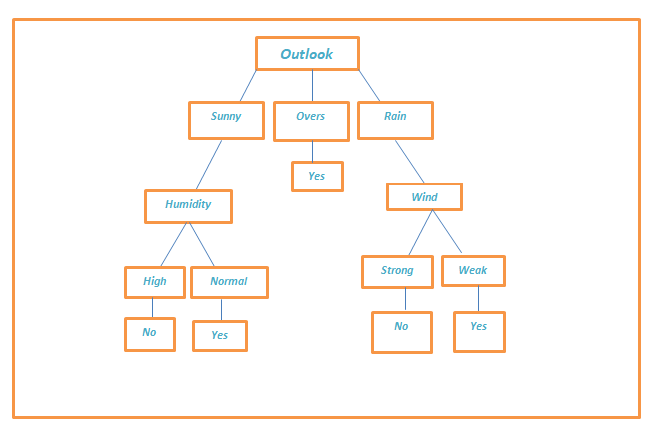 Outlook
Sunny
Overs
Rain
Yes
Humidity
Wind
High
Normal
Strong
Weak
No
Yes
No
Yes